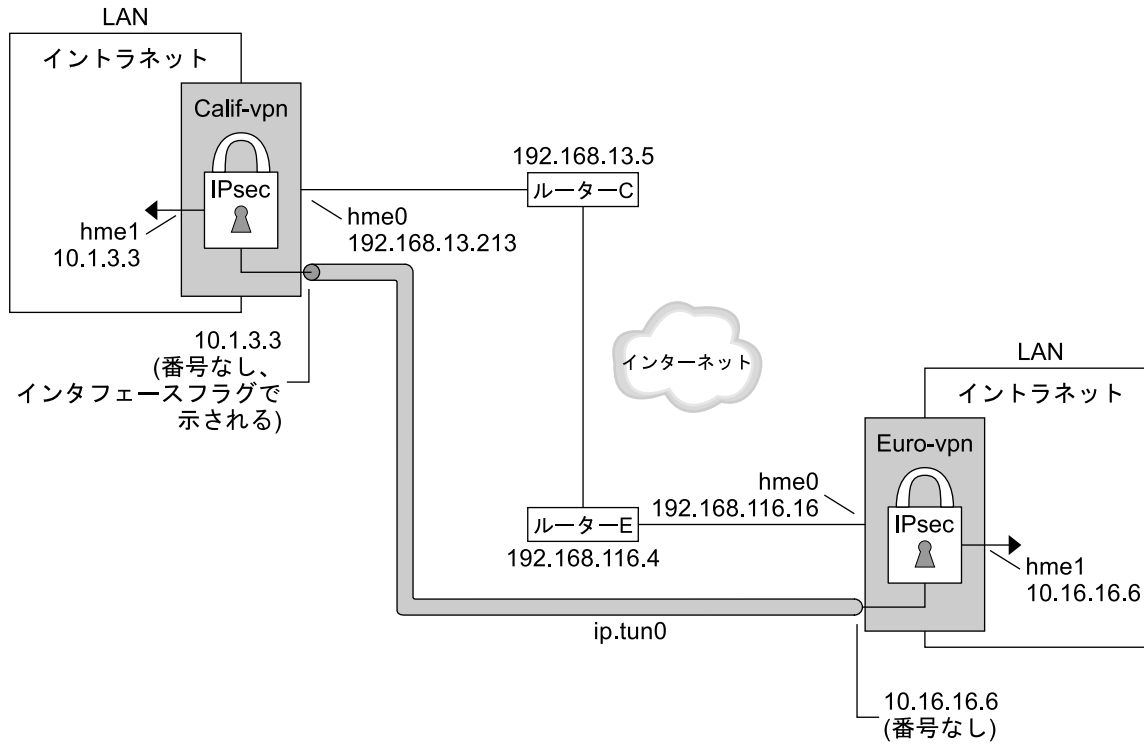 LAN
イントラネット
Calif-vpn
IPsec
hme1
10.1.3.3
hme0
192.168.13.213
192.168.13.5
ルーターC
10.1.3.3
(番号なし、
インタフェースフラグで
示される)
インターネット
LAN
イントラネット
Euro-vpn
IPsec
hme0
192.168.116.16
ルーターE
192.168.116.4
hme1
10.16.16.6
ip.tun0
10.16.16.6
(番号なし)